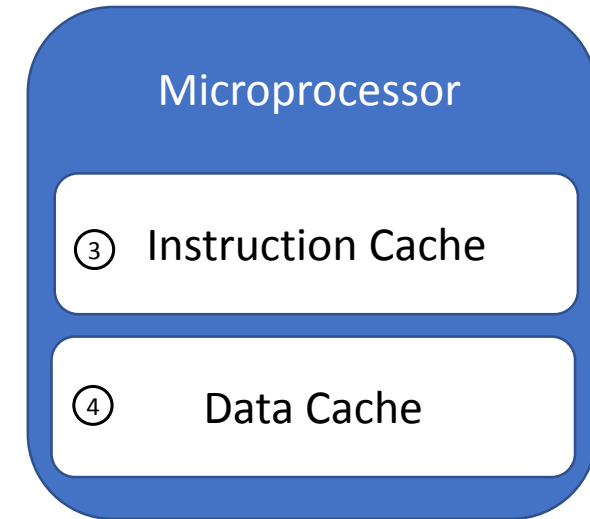 Microprocessor
③ Instruction Cache
④ Data Cache